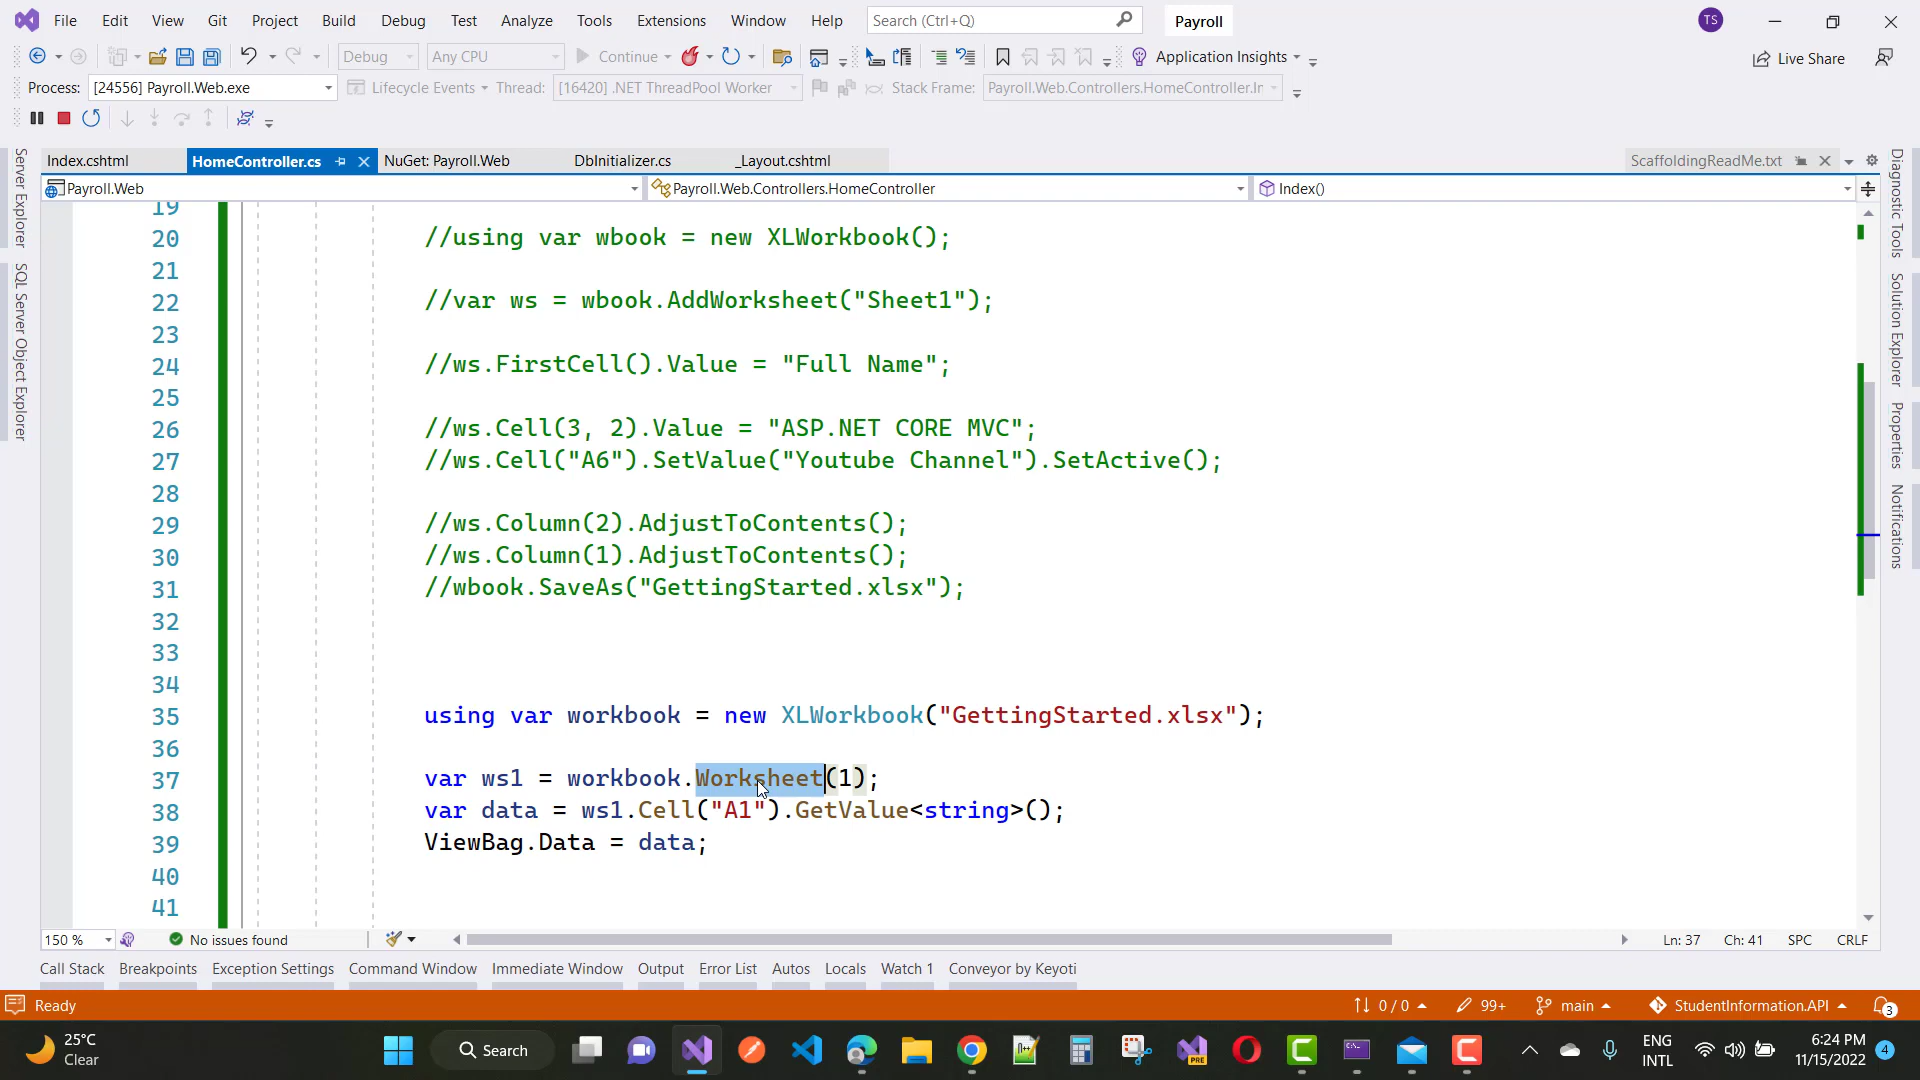 File Edit View Git Project Build Debug Test Analyze Tools Extensions Window Help Search (Ctrl+Q) Payroll TS
Debug Any CPU Continue Application Insights Live Share
Process: [24556] Payroll.Web.exe Lifecycle Events Thread: [16420] .NET ThreadPool Worker Stack Frame: Payroll.Web.Controllers.HomeController.Ir
Index.cshtml HomeController.cs NuGet: Payroll.Web DbInitializer.cs _Layout.cshtml ScaffoldingReadMe.txt
Payroll.Web Payroll.Web.Controllers.HomeController Index()
Server Explorer
SQL Server Object Explorer
19
20 //using var wbook = new XLWorkbook();
21
22 //var ws = wbook.AddWorksheet("Sheet1");
23
24 //ws.FirstCell().Value = "Full Name";
25
26 //ws.Cell(3, 2).Value = "ASP.NET CORE MVC";
27 //ws.Cell("A6").SetValue("Youtube Channel").SetActive();
28
29 //ws.Column(2).AdjustToContents();
30 //ws.Column(1).AdjustToContents();
31 //wbook.SaveAs("GettingStarted.xlsx");
32
33
34
35 using var workbook = new XLWorkbook("GettingStarted.xlsx");
36
37 var ws1 = workbook.Worksheet(1);
38 var data = ws1.Cell("A1").GetValue<string>();
39 ViewBag.Data = data;
40
41
Diagnostic Tools
Solution Explorer
Properties
Notifications
150 % No issues found Ln: 37 Ch: 41 SPC CRLF
Call Stack Breakpoints Exception Settings Command Window Immediate Window Output Error List Autos Locals Watch 1 Conveyor by Keyoti
Ready 0 / 0 99+ main StudentInformation.API 3
25°C
Clear
Search
PRE
ENG
INTL
6:24 PM
11/15/2022
4